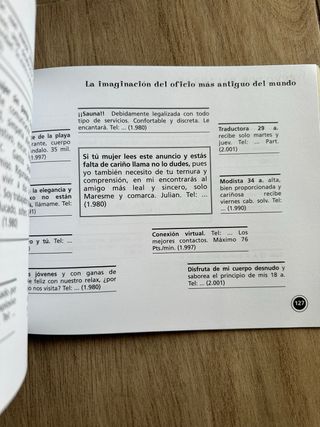 La imaginación del oficio más antiguo del mundo
¡¡Sauna!! Debidamente legalizada con todo
tipo de servicios. Confortable y discreta. Le
encantará. Tel: ... (1.980)
te de la playa
rante, cuerpo
ndalo. 35 mil.
(1.997)
Traductora 29 a.
recibe solo martes y
juev. Tel: ... Part.
(2.001)
Si tú mujer lees este anuncio y estás
falta de cariño llama no lo dudes, pues
yo también necesito de tu ternura y
comprensión, en mi encontrarás al
amigo más leal y sincero, solo
Maresme y comarca. Julian. Tel: ...
(1.980)
la elegancia y
xo no están
s, llámame. Tel:
Modista 34 a. alta,
bien proporcionada y
cariñosa recibe
viernes cab. solv. Tel:
... (1.990)
o y tú. Tel: ...
Conexión virtual. Tel: ... Los
mejores contactos. Máximo 76
Pts./min. (1.997)
s jóvenes y con ganas de
te feliz con nuestro relax, ¿por
o nos visita? Tel: ... (1.980)
Disfruta de mi cuerpo desnudo y
saborea el principio de mis 18 a.
Tel: ... (2.001)
127